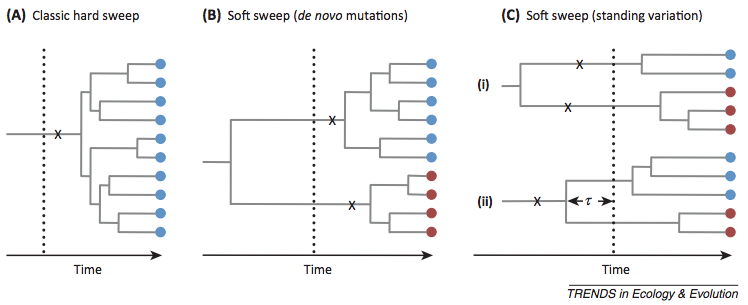 (A) Classic hard sweep
(B) Soft sweep (de novo mutations)
(C) Soft sweep (standing variation)
X
X
X
X
X
(i)
(ii)
X
τ
Time
Time
Time
TRENDS in Ecology & Evolution